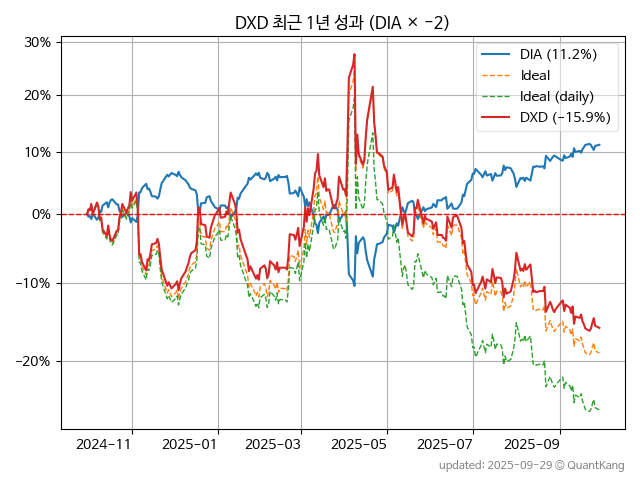 DXD 최근 1년 성과 (DIA × −2)
30%
20%
10%
0%
−10%
−20%
DIA (11.2%)
Ideal
Ideal (daily)
DXD (−15.9%)
2024-11
2025-01
2025-03
2025-05
2025-07
2025-09
updated: 2025-09-29 © QuantKang